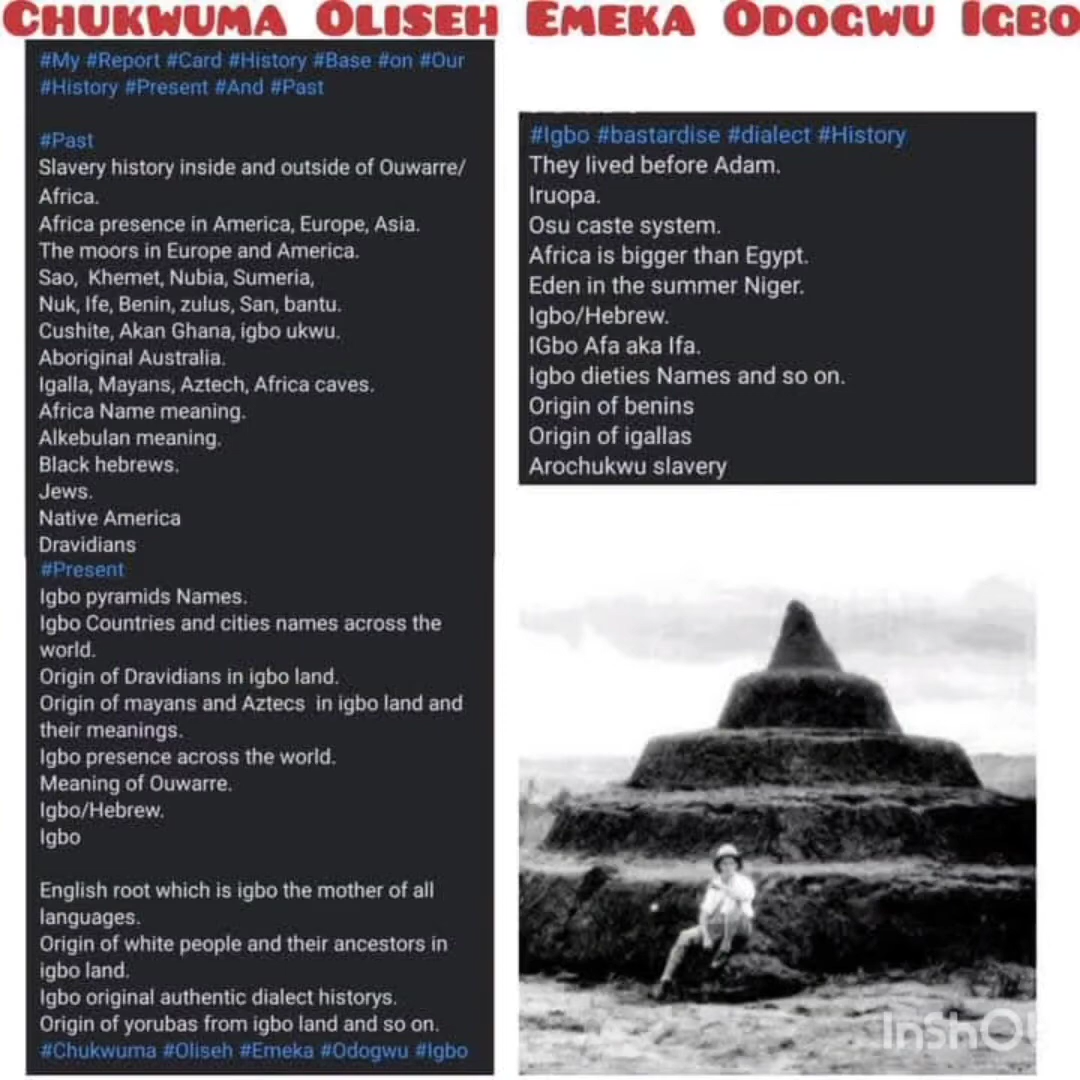 CHUKWUMA OLISEH EMEKA ODOGWU IGBO
#My #Report #Card #History #Base #on #Our
#History #Present #And #Past
#Past
Slavery history inside and outside of Ouwarre/
Africa.
Africa presence in America, Europe, Asia.
The moors in Europe and America.
Sao, Khemet, Nubia, Sumeria,
Nuk, Ife, Benin, zulus, San, bantu.
Cushite, Akan Ghana, igbo ukwu.
Aboriginal Australia.
Igalla, Mayans, Aztech, Africa caves.
Africa Name meaning.
Alkebulan meaning.
Black hebrews.
Jews.
Native America
Dravidians
#Present
Igbo pyramids Names.
Igbo Countries and cities names across the
world.
Origin of Dravidians in igbo land.
Origin of mayans and Aztecs in igbo land and
their meanings.
Igbo presence across the world.
Meaning of Ouwarre.
Igbo/Hebrew.
Igbo
English root which is igbo the mother of all
languages.
Origin of white people and their ancestors in
igbo land.
Igbo original authentic dialect historys.
Origin of yorubas from igbo land and so on.
#Chukwuma #Oliseh #Emeka #Odogwu #Igbo
#Igbo #bastardise #dialect #History
They lived before Adam.
Iruopa.
Osu caste system.
Africa is bigger than Egypt.
Eden in the summer Niger.
Igbo/Hebrew.
IGbo Afa aka Ifa.
Igbo dieties Names and so on.
Origin of benins
Origin of igallas
Arochukwu slavery